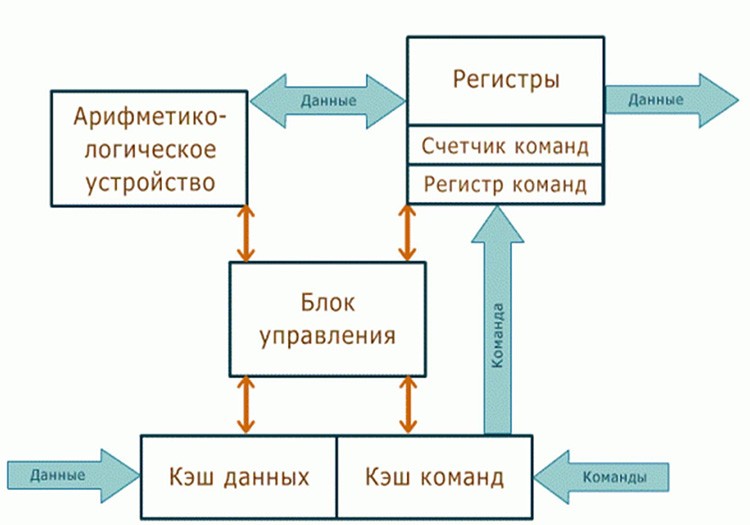 Регистры
Данные
Данные
Арифметико-
логическое
устройство
Счетчик команд
Регистр команд
Блок
управления
Команда
Данные
Кэш данных
Кэш команд
Команды